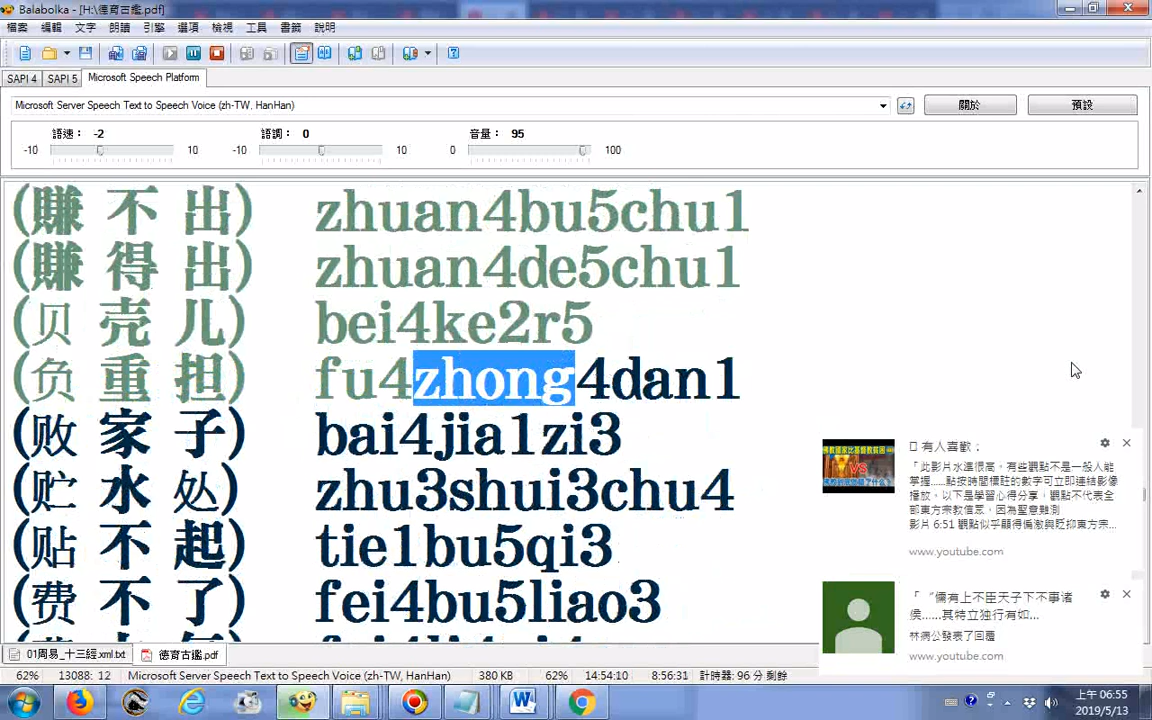 Balabolka - [H:\德育古鑑.pdf]
檔案 編輯 文字 朗讀 引擎 選項 檢視 工具 書籤 說明
SAPI 4 SAPI 5 Microsoft Speech Platform
Microsoft Server Speech Text to Speech Voice (zh-TW, HanHan) 關於 預設
語速： -2 語調： 0 音量： 95
-10 10 -10 10 0 100
(賺 不 出) zhuan4bu5chu1
(賺 得 出) zhuan4de5chu1
(贝 壳 儿) bei4ke2r5
(负 重 担) fu4zhong4dan1
(败 家 子) bai4jia1zi3
(贮 水 处) zhu3shui3chu4
(贴 不 起) tie1bu5qi3
(费 不 了) fei4bu5liao3
有人喜歡：
「此影片水準很高，有些觀點不是一般人能
掌握......點按時間標註的數字可立即連結影像
播放，以下是學習心得分享，觀點不代表全
部東方宗教信眾，因為聖意難測
影片 6:51 觀點似乎顯得偏激與貶抑東方宗...
www.youtube.com
「“儒有上不臣天子下不事诸
侯......其特立独行有如...
林病公發表了回覆
www.youtube.com
01周易_十三經.xml.txt 德育古鑑.pdf
62% 13088: 12 Microsoft Server Speech Text to Speech Voice (zh-TW, HanHan) 380 KB 62% 14:54:10 8:56:31 計時器: 96 分 剩餘
上午 06:55
2019/5/13